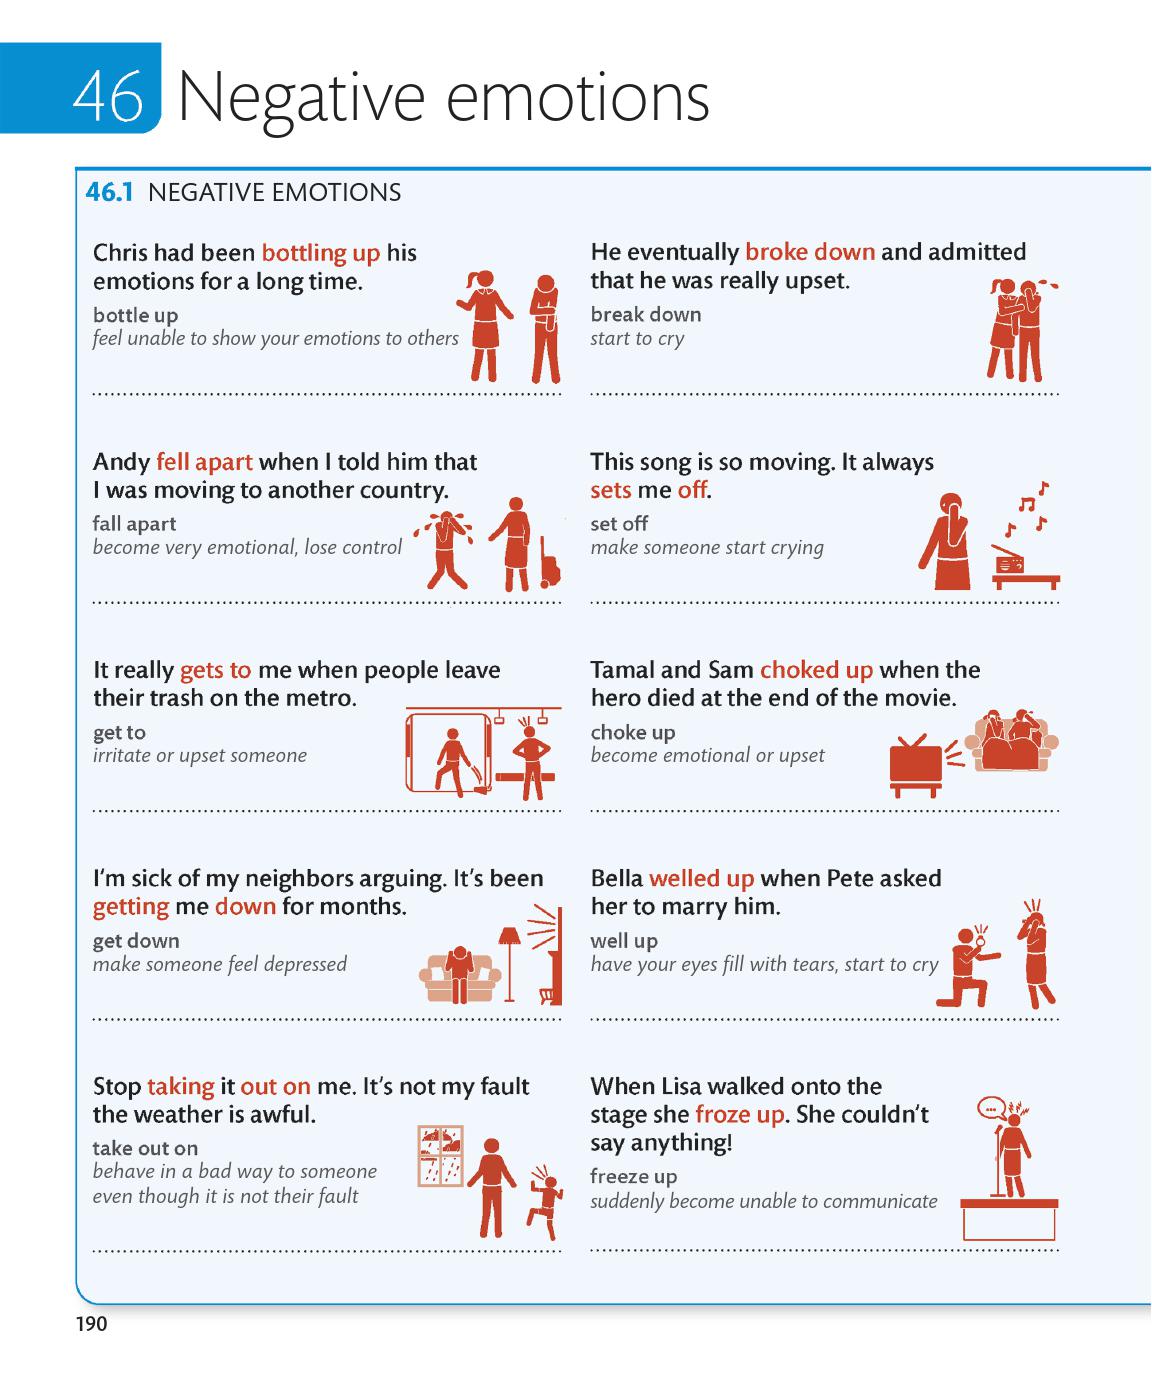 46 Negative emotions
46.1 NEGATIVE EMOTIONS
Chris had been bottling up his
emotions for a long time.
bottle up
feel unable to show your emotions to others
He eventually broke down and admitted
that he was really upset.
break down
start to cry
Andy fell apart when I told him that
I was moving to another country.
fall apart
become very emotional, lose control
This song is so moving. It always
sets me off.
set off
make someone start crying
It really gets to me when people leave
their trash on the metro.
get to
irritate or upset someone
Tamal and Sam choked up when the
hero died at the end of the movie.
choke up
become emotional or upset
I'm sick of my neighbors arguing. It's been
getting me down for months.
get down
make someone feel depressed
Bella welled up when Pete asked
her to marry him.
well up
have your eyes fill with tears, start to cry
Stop taking it out on me. It's not my fault
the weather is awful.
take out on
behave in a bad way to someone
even though it is not their fault
When Lisa walked onto the
stage she froze up. She couldn't
say anything!
freeze up
suddenly become unable to communicate
...
190